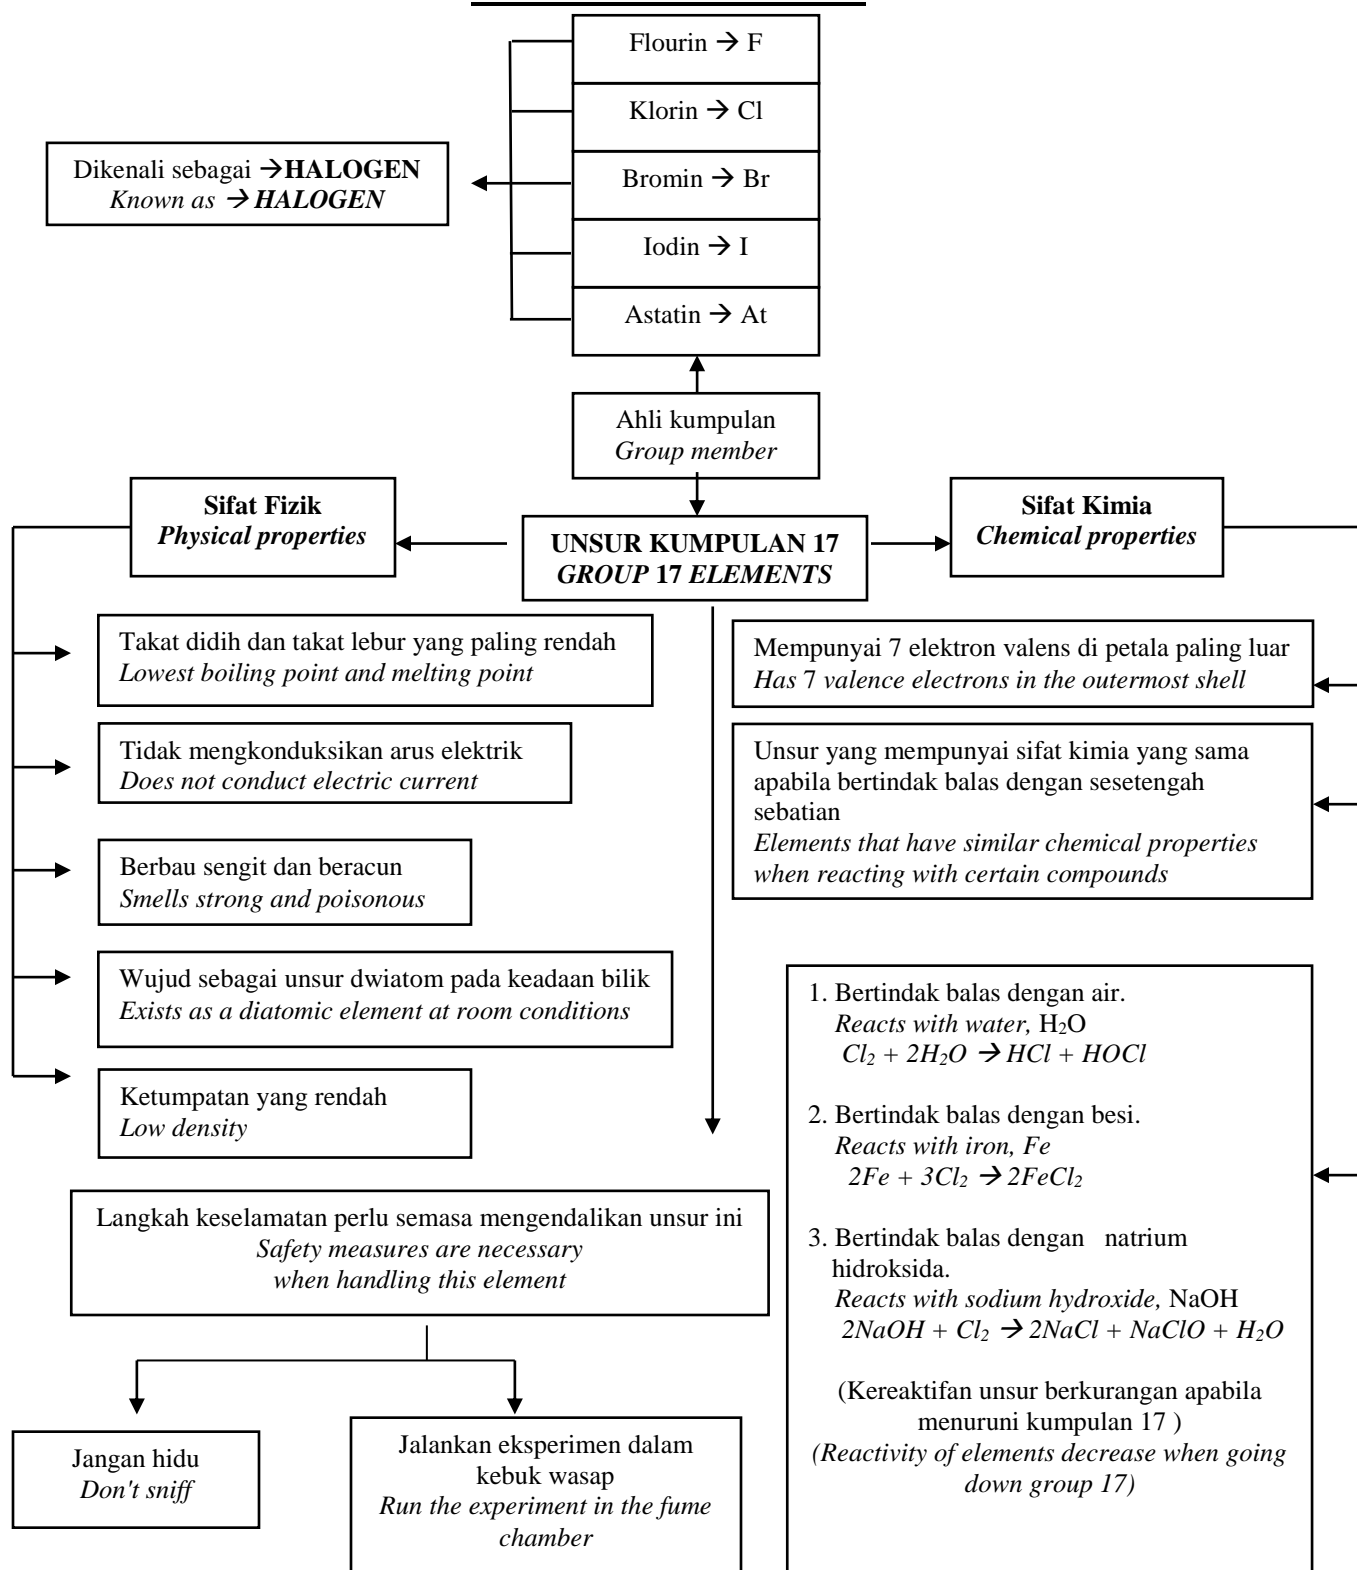 Flourin → F
Klorin → Cl
Bromin → Br
Iodin → I
Astatin → At
Dikenali sebagai →HALOGEN
Known as → HALOGEN
Ahli kumpulan
Group member
Sifat Fizik
Physical properties
UNSUR KUMPULAN 17
GROUP 17 ELEMENTS
Sifat Kimia
Chemical properties
Takat didih dan takat lebur yang paling rendah
Lowest boiling point and melting point
Tidak mengkonduksikan arus elektrik
Does not conduct electric current
Berbau sengit dan beracun
Smells strong and poisonous
Wujud sebagai unsur dwiatom pada keadaan bilik
Exists as a diatomic element at room conditions
Ketumpatan yang rendah
Low density
Mempunyai 7 elektron valens di petala paling luar
Has 7 valence electrons in the outermost shell
Unsur yang mempunyai sifat kimia yang sama
apabila bertindak balas dengan sesetengah
sebatian
Elements that have similar chemical properties
when reacting with certain compounds
1. Bertindak balas dengan air.
Reacts with water, H₂O
Cl₂ + 2H₂O → HCl + HOCl
2. Bertindak balas dengan besi.
Reacts with iron, Fe
2Fe + 3Cl₂ → 2FeCl₂
3. Bertindak balas dengan natrium
hidroksida.
Reacts with sodium hydroxide, NaOH
2NaOH + Cl₂ → 2NaCl + NaClO + H₂O
(Kereaktifan unsur berkurangan apabila
menuruni kumpulan 17 )
(Reactivity of elements decrease when going
down group 17)
Langkah keselamatan perlu semasa mengendalikan unsur ini
Safety measures are necessary
when handling this element
Jangan hidu
Don't sniff
Jalankan eksperimen dalam
kebuk wasap
Run the experiment in the fume
chamber